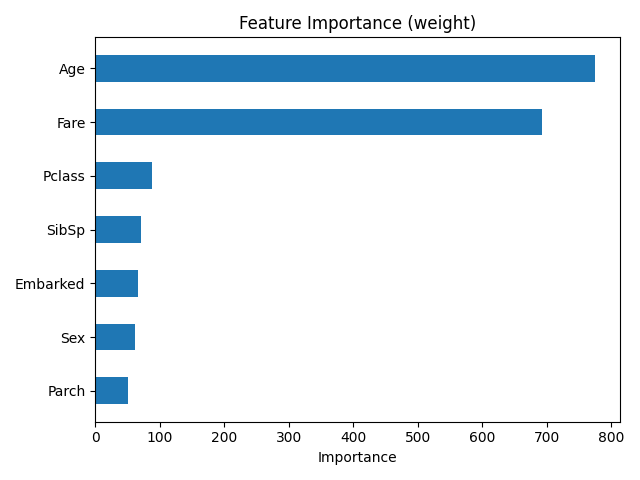 Feature Importance (weight)
Age
Fare
Pclass
SibSp
Embarked
Sex
Parch
0 100 200 300 400 500 600 700 800
Importance